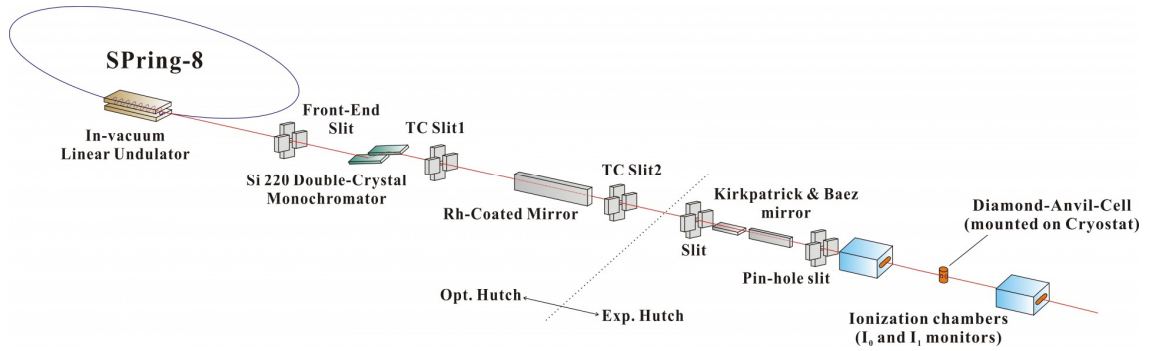 SPring-8
In-vacuum
Linear Undulator
Front-End
Slit
Si 220 Double-Crystal
Monochromator
TC Slit1
Rh-Coated Mirror
TC Slit2
Slit
Kirkpatrick & Baez
mirror
Pin-hole slit
Diamond-Anvil-Cell
(mounted on Cryostat)
Ionization chambers
(I₀ and I₁ monitors)
Opt. Hutch
Exp. Hutch